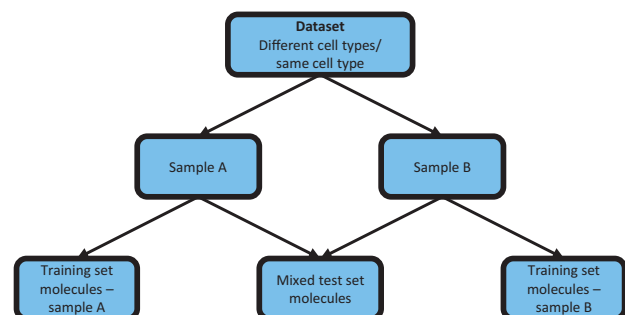 Dataset
Different cell types/
same cell type
Sample A
Sample B
Training set
molecules –
sample A
Mixed test set
molecules
Training set
molecules –
sample B